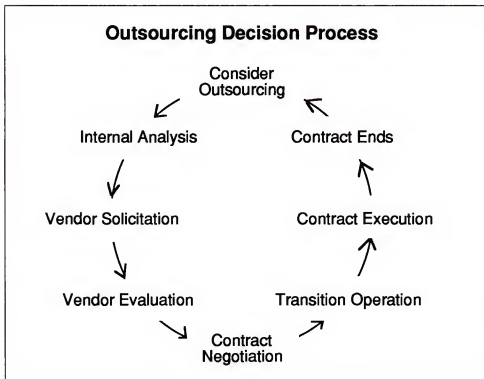 Outsourcing Decision Process
Consider
Outsourcing
Internal Analysis
Vendor Solicitation
Vendor Evaluation
Contract
Negotiation
Transition Operation
Contract Execution
Contract Ends